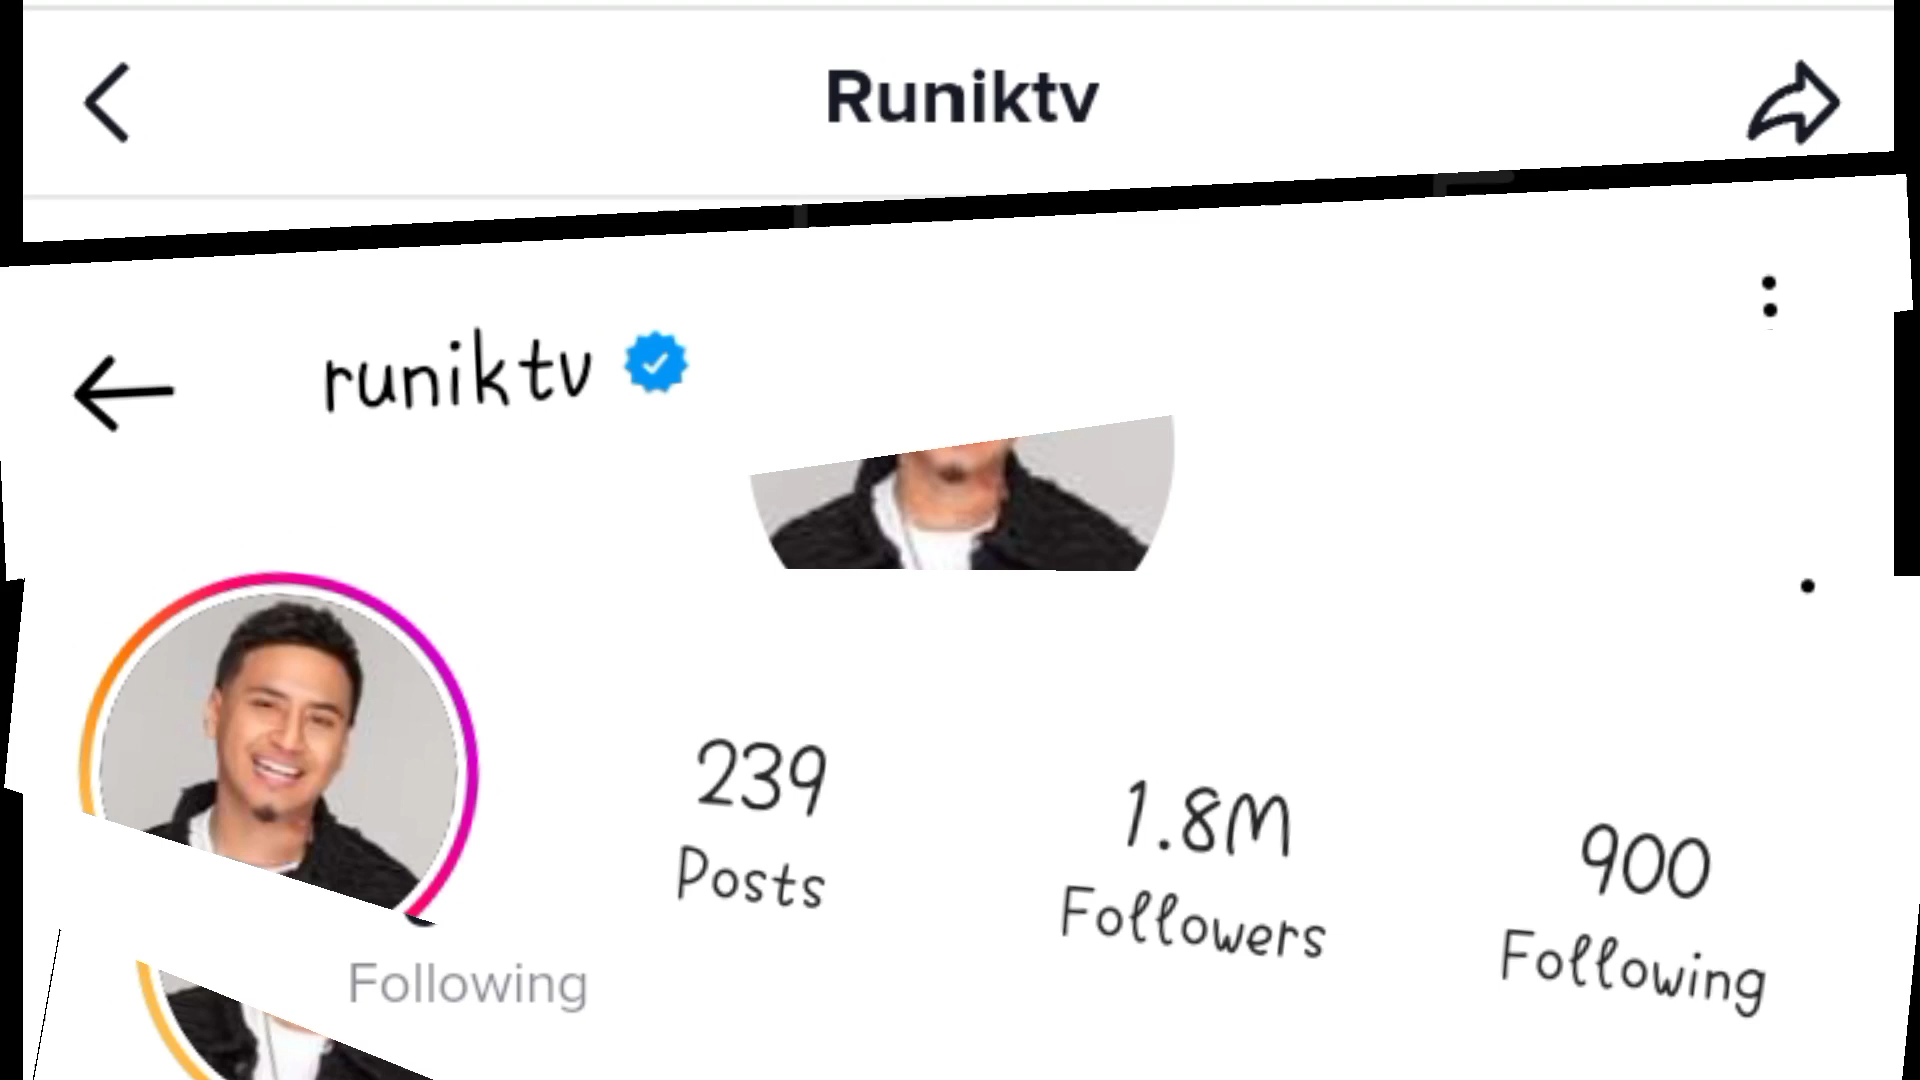 Runiktv
runiktv
239
Posts
1.8M
Followers
900
Following
Following